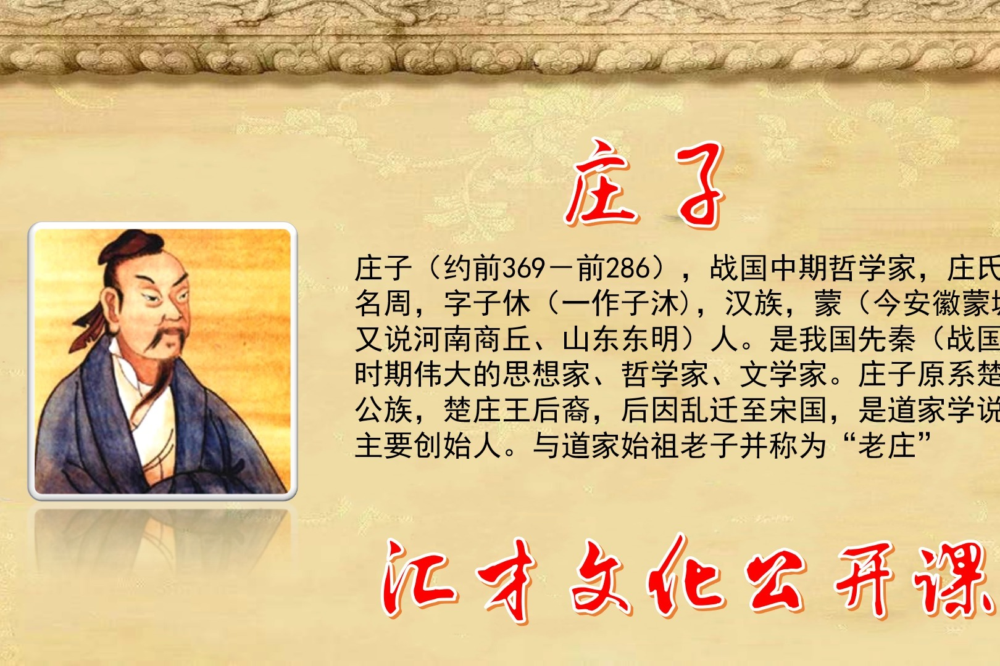 庄子
庄子（约前369－前286），战国中期哲学家，庄氏
名周，字子休（一作子沐），汉族，蒙（今安徽蒙城
又说河南商丘、山东东明）人。是我国先秦（战国
时期伟大的思想家、哲学家、文学家。庄子原系楚
公族，楚庄王后裔，后因乱迁至宋国，是道家学说
主要创始人。与道家始祖老子并称为“老庄”
汇才文化公开课